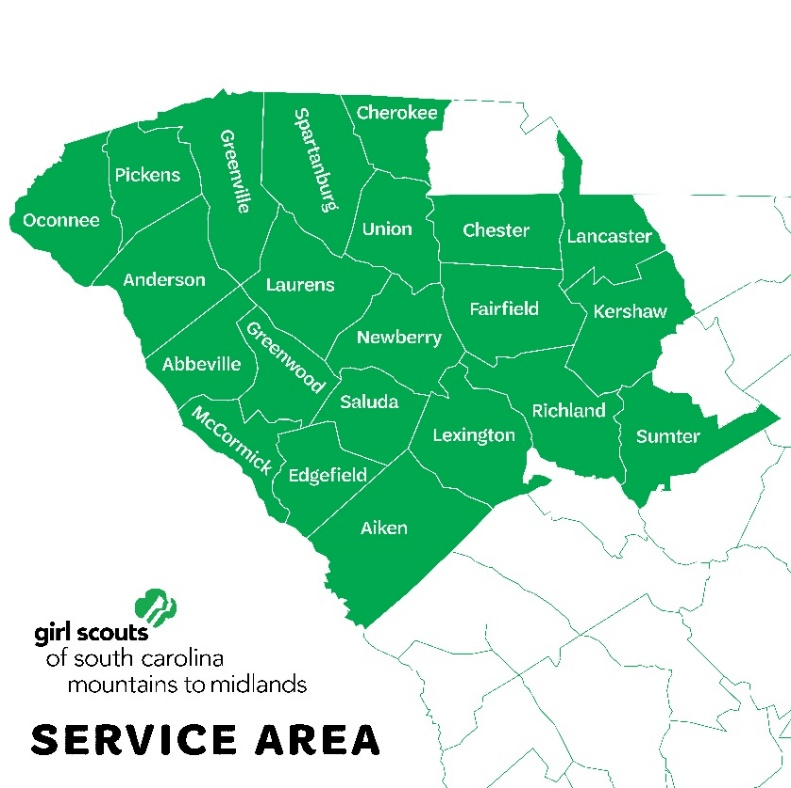 Cherokee
Spartanburg
Greenville
Pickens
Oconnee
Union
Chester
Lancaster
Anderson
Laurens
Fairfield
Kershaw
Newberry
Greenwood
Abbeville
Saluda
Richland
McCormick
Lexington
Sumter
Edgefield
Aiken
girl scouts
of south carolina
mountains to midlands
SERVICE AREA